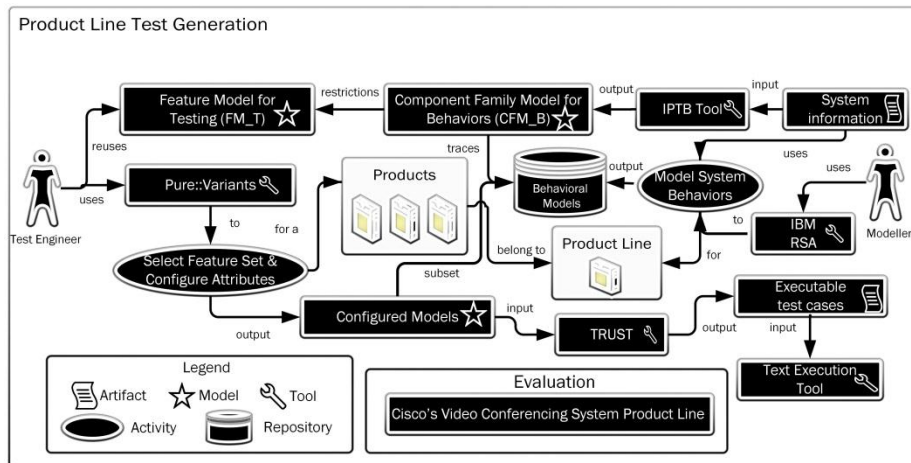 Product Line Test Generation
Feature Model for
Testing (FM_T)
restrictions
Component Family Model for
Behaviors (CFM_B)
output
IPTB Tool
input
System
information
reuses
traces
uses
uses
Test Engineer
uses
Pure::Variants
Products
Behavioral
Models
output
Model System
Behaviors
to
IBM
RSA
Modeller
to
for a
Select Feature Set &
Configure Attributes
subset
belong to
Product Line
for
output
Configured Models
input
TRUST
output
Executable
test cases
input
Text Execution
Tool
Legend
Artifact
Model
Tool
Activity
Repository
Evaluation
Cisco's Video Conferencing System Product Line